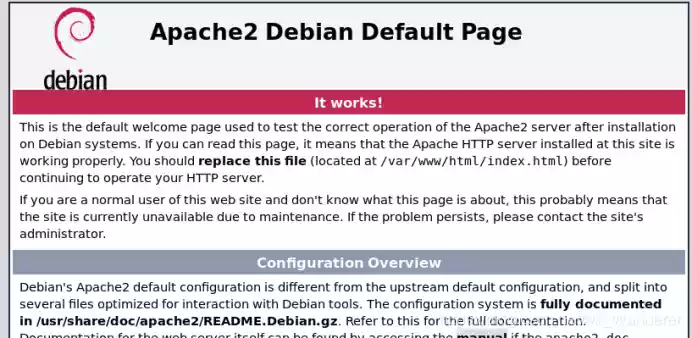 Apache2 Debian Default Page
debian
It works!
This is the default welcome page used to test the correct operation of the Apache2 server after installation
on Debian systems. If you can read this page, it means that the Apache HTTP server installed at this site is
working properly. You should replace this file (located at /var/www/html/index.html) before
continuing to operate your HTTP server.
If you are a normal user of this web site and don't know what this page is about, this probably means that
the site is currently unavailable due to maintenance. If the problem persists, please contact the site's
administrator.
Configuration Overview
Debian's Apache2 default configuration is different from the upstream default configuration, and split into
several files optimized for interaction with Debian tools. The configuration system is fully documented
in /usr/share/doc/apache2/README.Debian.gz. Refer to this for the full documentation.
Documentation for the web server itself can be found by accessing the manual if the apache2-doc